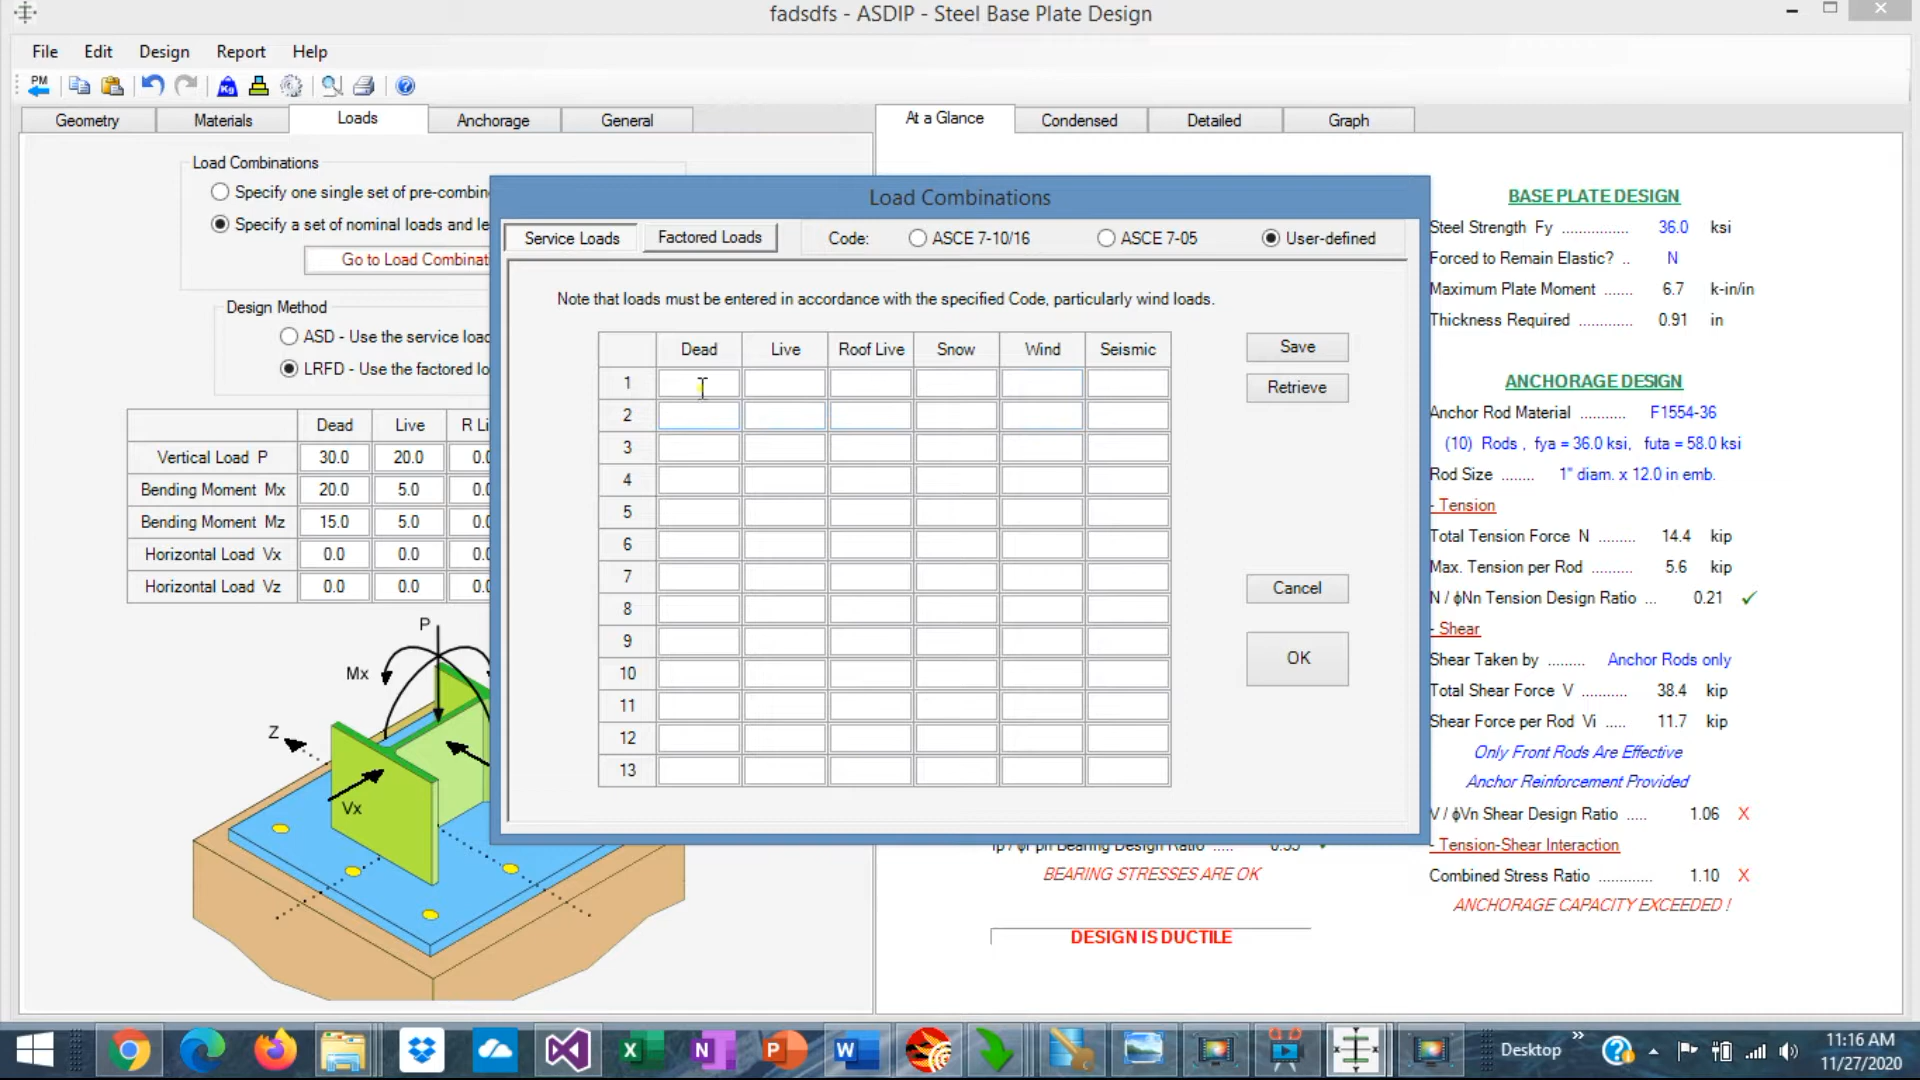 fadsdfs - ASDIP - Steel Base Plate Design
File Edit Design Report Help
PM
Kg
Geometry Materials Loads Anchorage General
At a Glance Condensed Detailed Graph
Load Combinations
Specify one single set of pre-combin
Specify a set of nominal loads and le
Go to Load Combinat
Design Method
ASD - Use the service load
LRFD - Use the factored lo
Dead Live R Li
Vertical Load P 30.0 20.0 0.0
Bending Moment Mx 20.0 5.0 0.0
Bending Moment Mz 15.0 5.0 0.0
Horizontal Load Vx 0.0 0.0 0.0
Horizontal Load Vz 0.0 0.0 0.0
P
Mx
Z
Vx
Load Combinations
Service Loads Factored Loads Code: ASCE 7-10/16 ASCE 7-05 User-defined
Note that loads must be entered in accordance with the specified Code, particularly wind loads.
Dead Live Roof Live Snow Wind Seismic
1
2
3
4
5
6
7
8
9
10
11
12
13
Save
Retrieve
Cancel
OK
BASE PLATE DESIGN
Steel Strength Fy ............... 36.0 ksi
Forced to Remain Elastic? .. N
Maximum Plate Moment ....... 6.7 k-in/in
Thickness Required ............ 0.91 in
ANCHORAGE DESIGN
Anchor Rod Material ........... F1554-36
(10) Rods , fya = 36.0 ksi, futa = 58.0 ksi
Rod Size ........ 1" diam. x 12.0 in emb.
- Tension
Total Tension Force N ......... 14.4 kip
Max. Tension per Rod ......... 5.6 kip
N / ϕNn Tension Design Ratio ... 0.21
- Shear
Shear Taken by ......... Anchor Rods only
Total Shear Force V ........... 38.4 kip
Shear Force per Rod Vi ..... 11.7 kip
Only Front Rods Are Effective
Anchor Reinforcement Provided
V / ϕVn Shear Design Ratio ..... 1.06 X
- Tension-Shear Interaction
Combined Stress Ratio ............ 1.10 X
ANCHORAGE CAPACITY EXCEEDED !
BEARING STRESSES ARE OK
DESIGN IS DUCTILE
Desktop
11:16 AM
11/27/2020